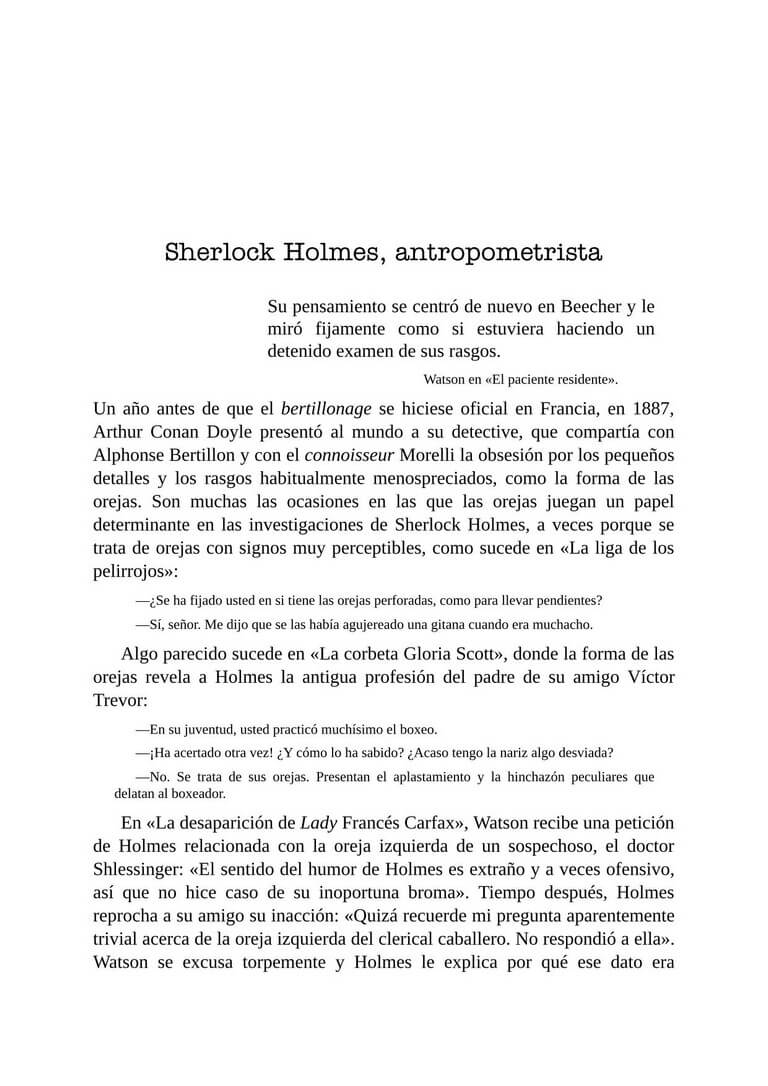 Sherlock Holmes, antropometrista
Su pensamiento se centró de nuevo en Beecher y le
miró fijamente como si estuviera haciendo un
detenido examen de sus rasgos.
Watson en «El paciente residente».
Un año antes de que el bertillonage se hiciese oficial en Francia, en 1887,
Arthur Conan Doyle presentó al mundo a su detective, que compartía con
Alphonse Bertillon y con el connoisseur Morelli la obsesión por los pequeños
detalles y los rasgos habitualmente menospreciados, como la forma de las
orejas. Son muchas las ocasiones en las que las orejas juegan un papel
determinante en las investigaciones de Sherlock Holmes, a veces porque se
trata de orejas con signos muy perceptibles, como sucede en «La liga de los
pelirrojos»:
—¿Se ha fijado usted en si tiene las orejas perforadas, como para llevar pendientes?
—Sí, señor. Me dijo que se las había agujereado una gitana cuando era muchacho.
Algo parecido sucede en «La corbeta Gloria Scott», donde la forma de las
orejas revela a Holmes la antigua profesión del padre de su amigo Víctor
Trevor:
—En su juventud, usted practicó muchísimo el boxeo.
—¡Ha acertado otra vez! ¿Y cómo lo ha sabido? ¿Acaso tengo la nariz algo desviada?
—No. Se trata de sus orejas. Presentan el aplastamiento y la hinchazón peculiares que
delatan al boxeador.
En «La desaparición de Lady Francés Carfax», Watson recibe una petición
de Holmes relacionada con la oreja izquierda de un sospechoso, el doctor
Shlessinger: «El sentido del humor de Holmes es extraño y a veces ofensivo,
así que no hice caso de su inoportuna broma». Tiempo después, Holmes
reprocha a su amigo su inacción: «Quizá recuerde mi pregunta aparentemente
trivial acerca de la oreja izquierda del clerical caballero. No respondió a ella».
Watson se excusa torpemente y Holmes le explica por qué ese dato era